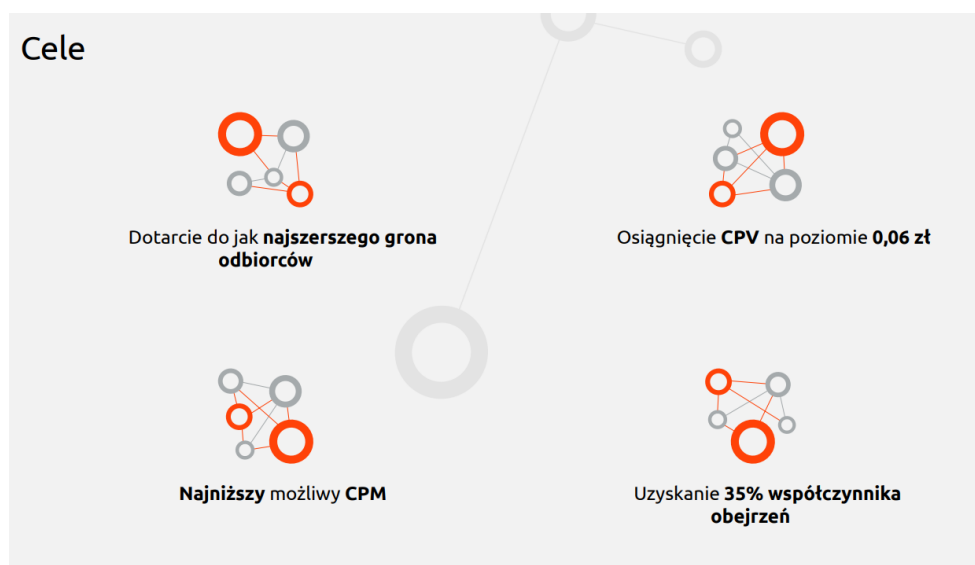 Cele
Dotarcie do jak najszerszego grona
odbiorców
Osiągnięcie CPV na poziomie 0,06 zł
Najniższy możliwy CPM
Uzyskanie 35% współczynnika
obejrzeń